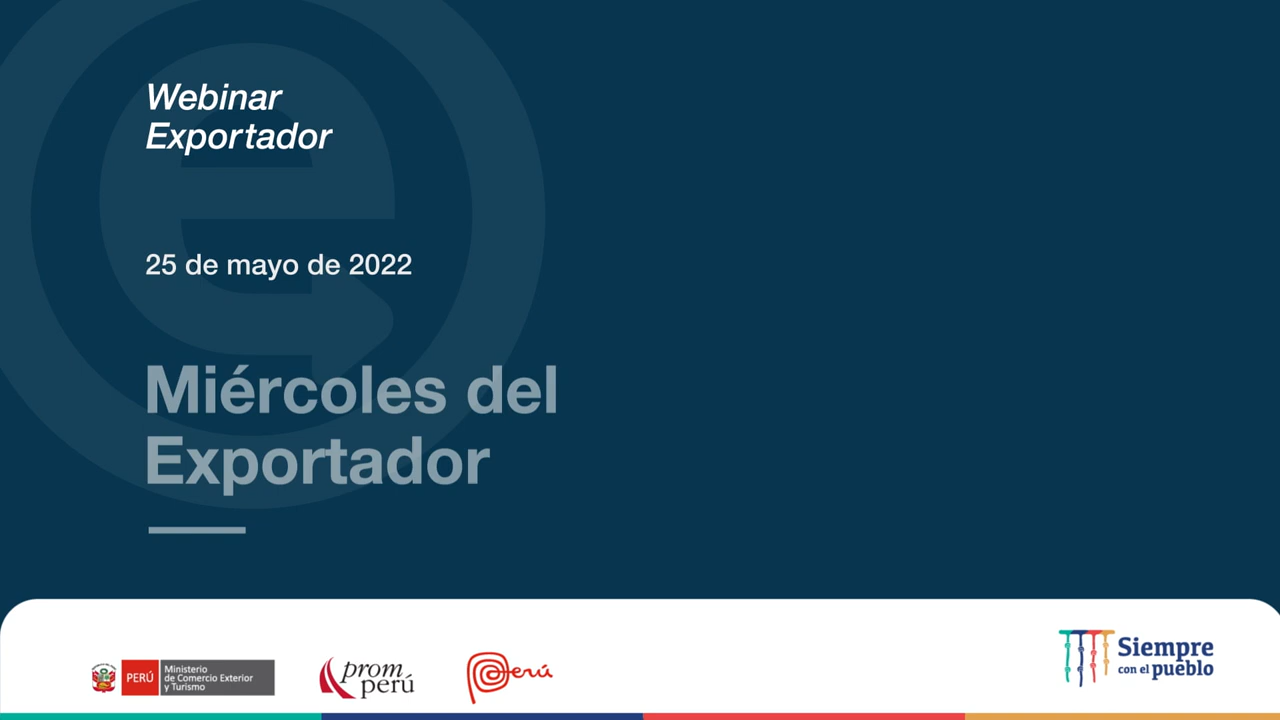 Webinar
Exportador
25 de mayo de 2022
Miércoles del
Exportador
PERÚ
Ministerio
de Comercio Exterior
y Turismo
prom
perú
Perú
Siempre
con el pueblo